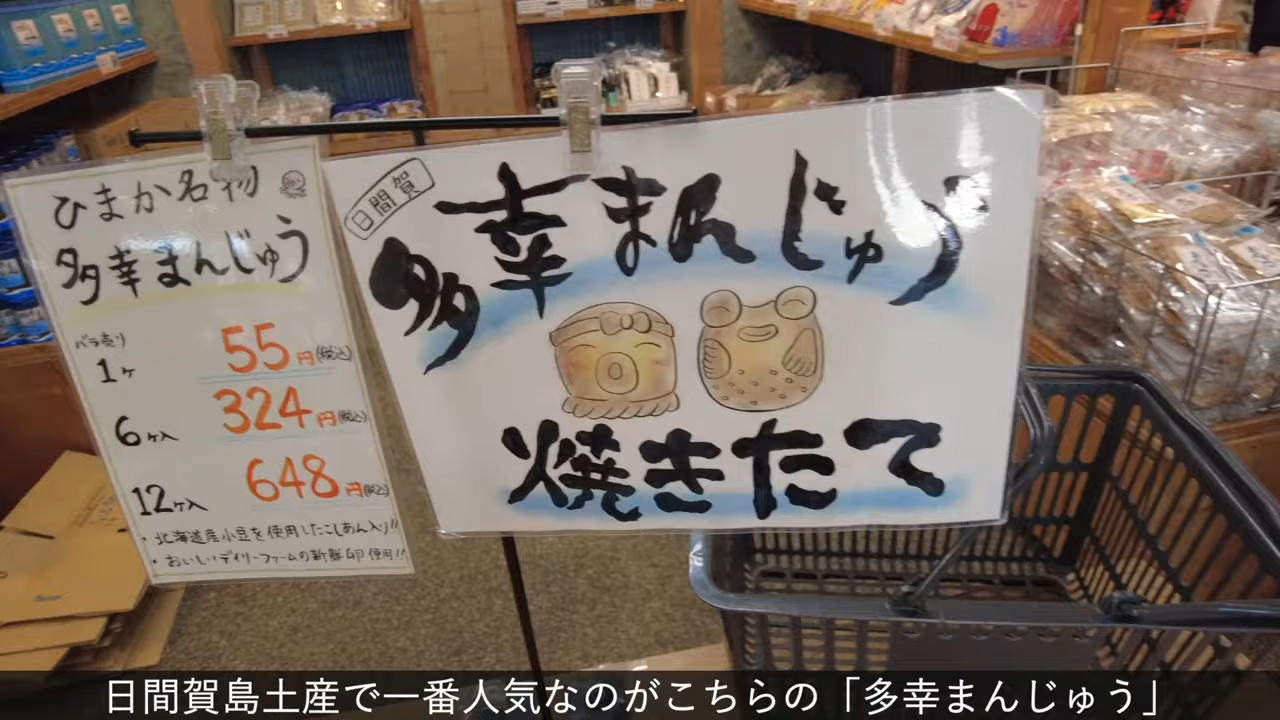 ひまか名物
多幸まんじゅう
バラ売り
1ヶ 55円(税込)
6ヶ入 324円(税込)
12ヶ入 648円(税込)
・北海道産小豆を使用したこしあん入り!!
・おいしいデイリーファームの新鮮卵使用!!
日間賀
多幸まんじゅう
焼きたて
日間賀島土産で一番人気なのがこちらの「多幸まんじゅう」